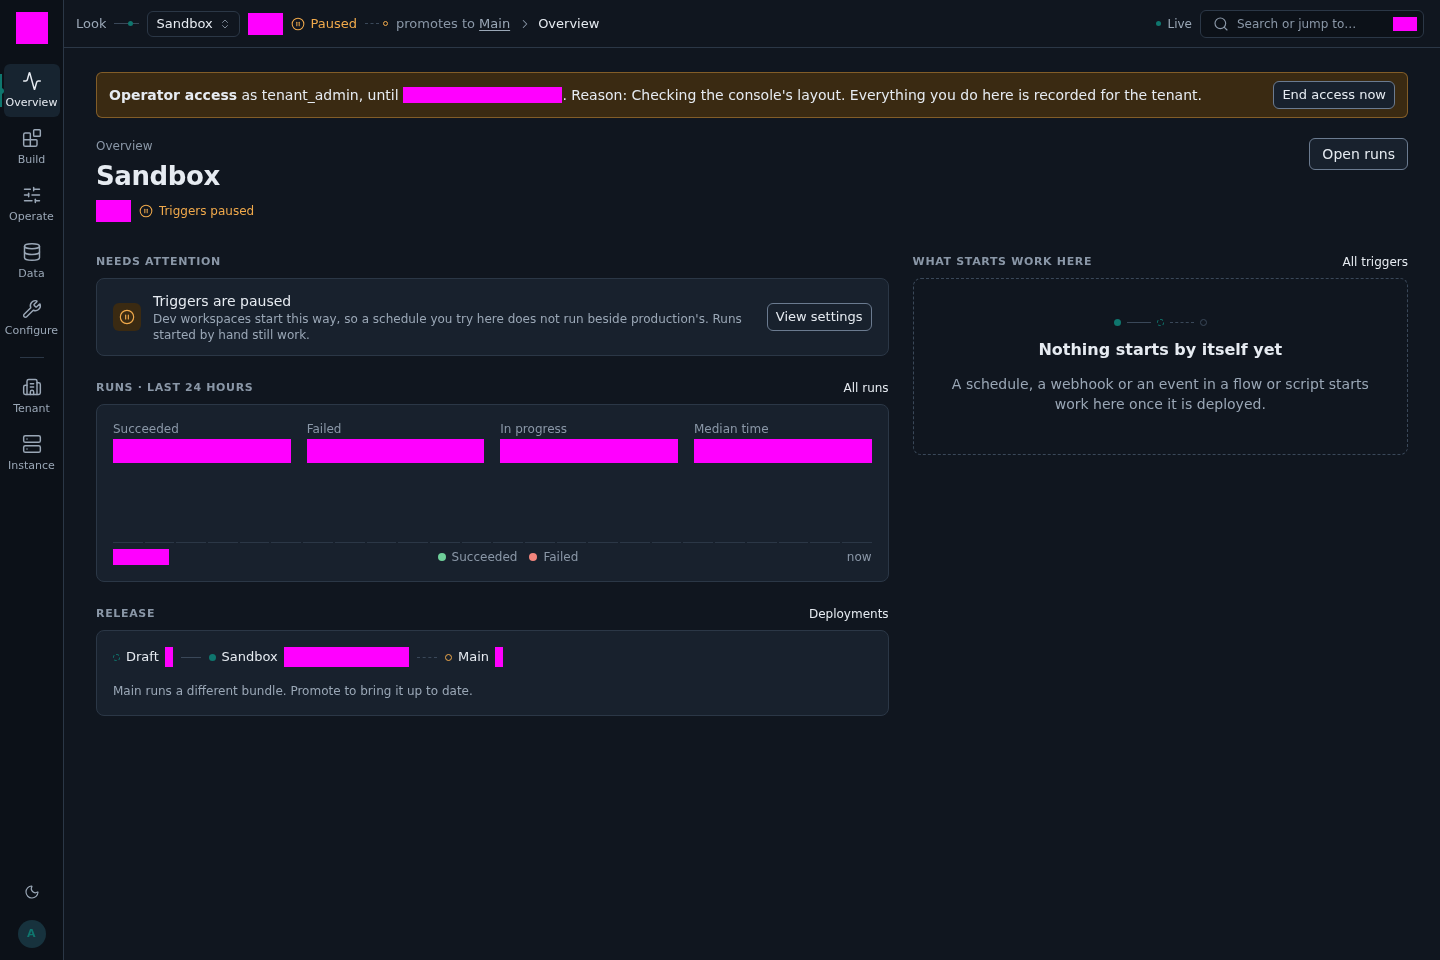 Look Sandbox Paused promotes to Main Overview
Live Search or jump to…
Overview
Build
Operate
Data
Configure
Tenant
Instance
A
Operator access as tenant_admin, until . Reason: Checking the console's layout. Everything you do here is recorded for the tenant.
End access now
Overview
Sandbox
Open runs
Triggers paused
NEEDS ATTENTION
Triggers are paused
Dev workspaces start this way, so a schedule you try here does not run beside production's. Runs
started by hand still work.
View settings
RUNS · LAST 24 HOURS
All runs
Succeeded Failed In progress Median time
Succeeded Failed now
RELEASE
Deployments
Draft Sandbox Main
Main runs a different bundle. Promote to bring it up to date.
WHAT STARTS WORK HERE
All triggers
Nothing starts by itself yet
A schedule, a webhook or an event in a flow or script starts
work here once it is deployed.